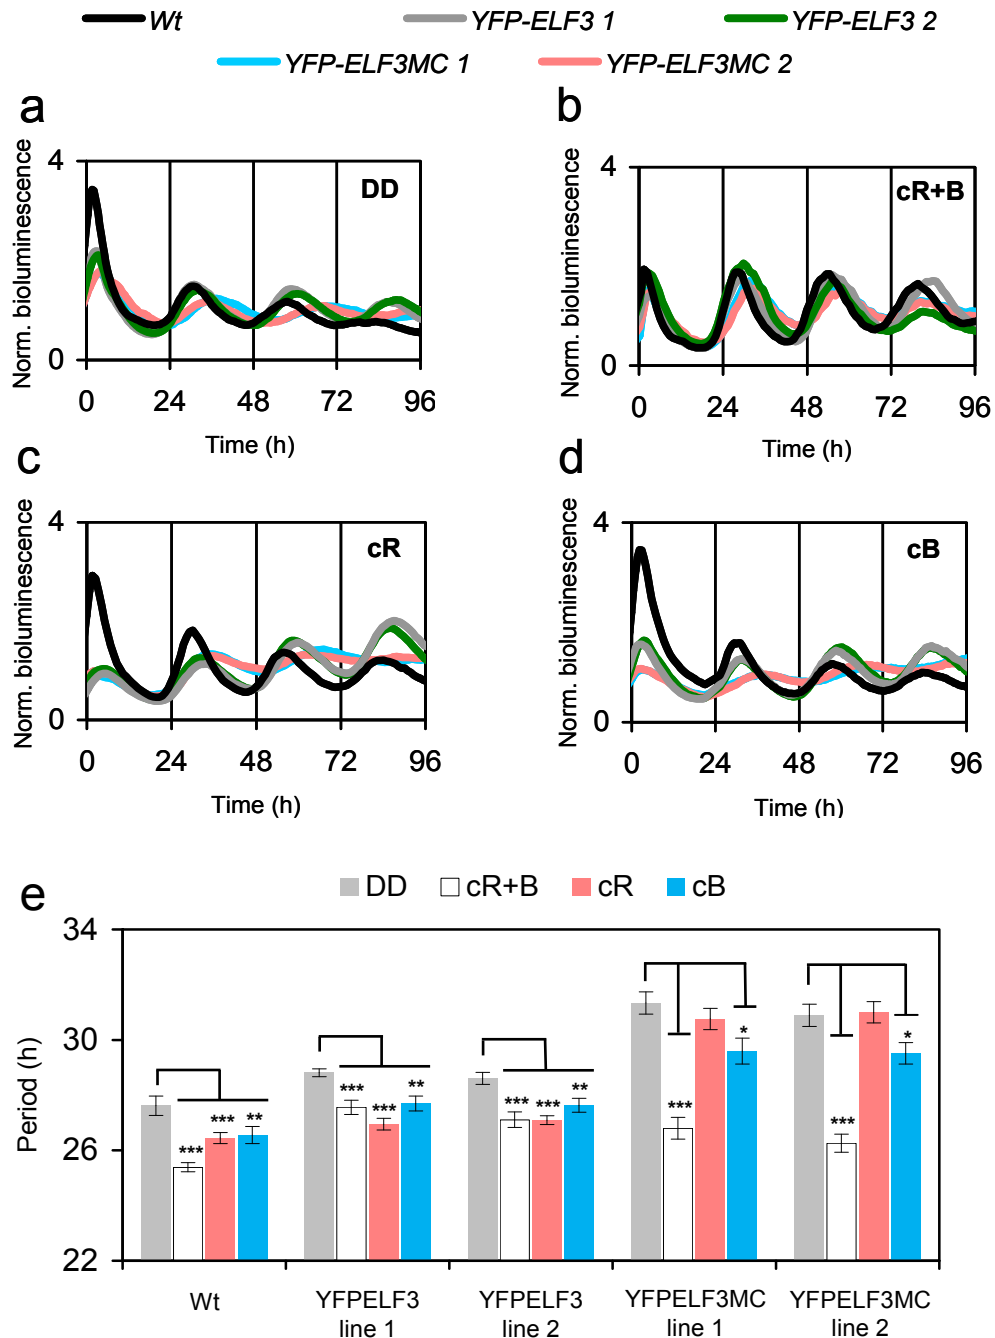 Wt YFP-ELF3 1 YFP-ELF3 2
YFP-ELF3MC 1 YFP-ELF3MC 2
a
Norm. bioluminescence
4
0
DD
0 24 48 72 96
Time (h)
b
Norm. bioluminescence
4
0
cR+B
0 24 48 72 96
Time (h)
c
Norm. bioluminescence
4
0
cR
0 24 48 72 96
Time (h)
d
Norm. bioluminescence
4
0
cB
0 24 48 72 96
Time (h)
e
DD cR+B cR cB
Period (h)
34
30
26
22
*** *** **
*** *** **
*** *** **
*** *
*** *
Wt
YFPELF3
line 1
YFPELF3
line 2
YFPELF3MC
line 1
YFPELF3MC
line 2